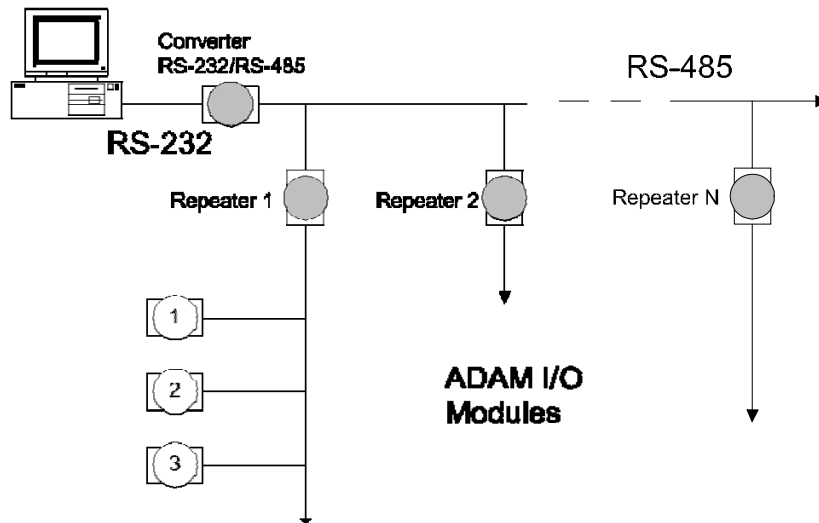 Converter
RS-232/RS-485
RS-485
RS-232
Repeater 1
Repeater 2
Repeater N
1
2
3
ADAM I/O
Modules